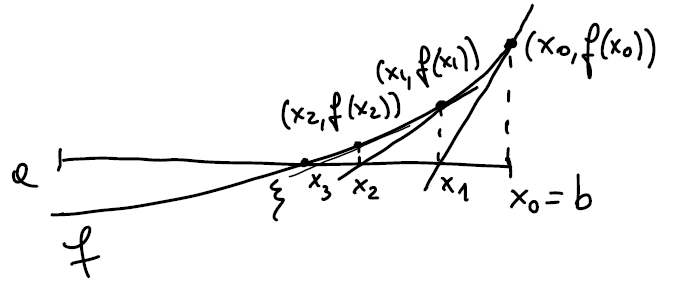 (x₀, f(x₀))
(x₁, f(x₁))
(x₂, f(x₂))
a
ξ x₃ x₂ x₁ x₀ = b
f